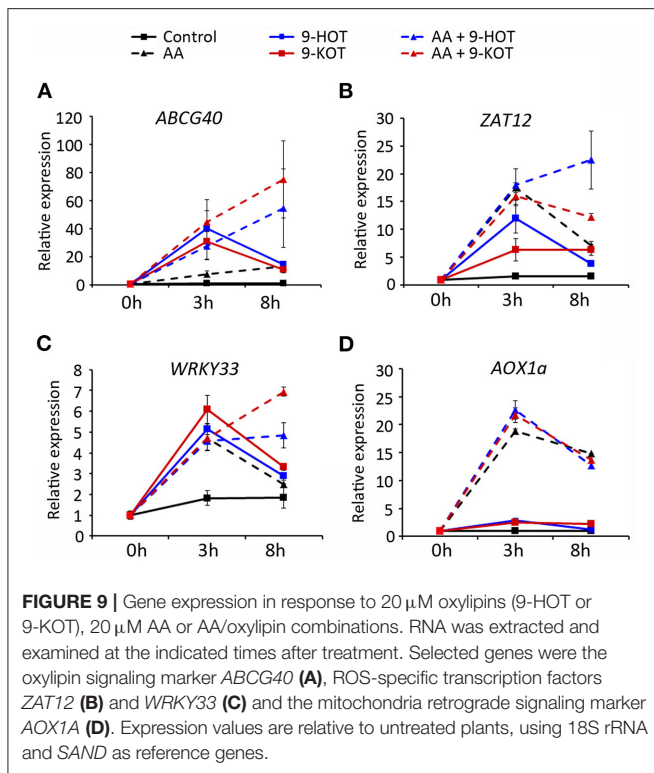 Control 9-HOT AA + 9-HOT
AA 9-KOT AA + 9-KOT
A
ABCG40
Relative expression
120
100
80
60
40
20
0
0h 3h 8h
B
ZAT12
Relative expression
30
25
20
15
10
5
0
0h 3h 8h
C
WRKY33
Relative expression
8
7
6
5
4
3
2
1
0
0h 3h 8h
D
AOX1a
Relative expression
30
25
20
15
10
5
0
0h 3h 8h
FIGURE 9 | Gene expression in response to 20 μM oxylipins (9-HOT or
9-KOT), 20 μM AA or AA/oxylipin combinations. RNA was extracted and
examined at the indicated times after treatment. Selected genes were the
oxylipin signaling marker ABCG40 (A), ROS-specific transcription factors
ZAT12 (B) and WRKY33 (C) and the mitochondria retrograde signaling marker
AOX1A (D). Expression values are relative to untreated plants, using 18S rRNA
and SAND as reference genes.